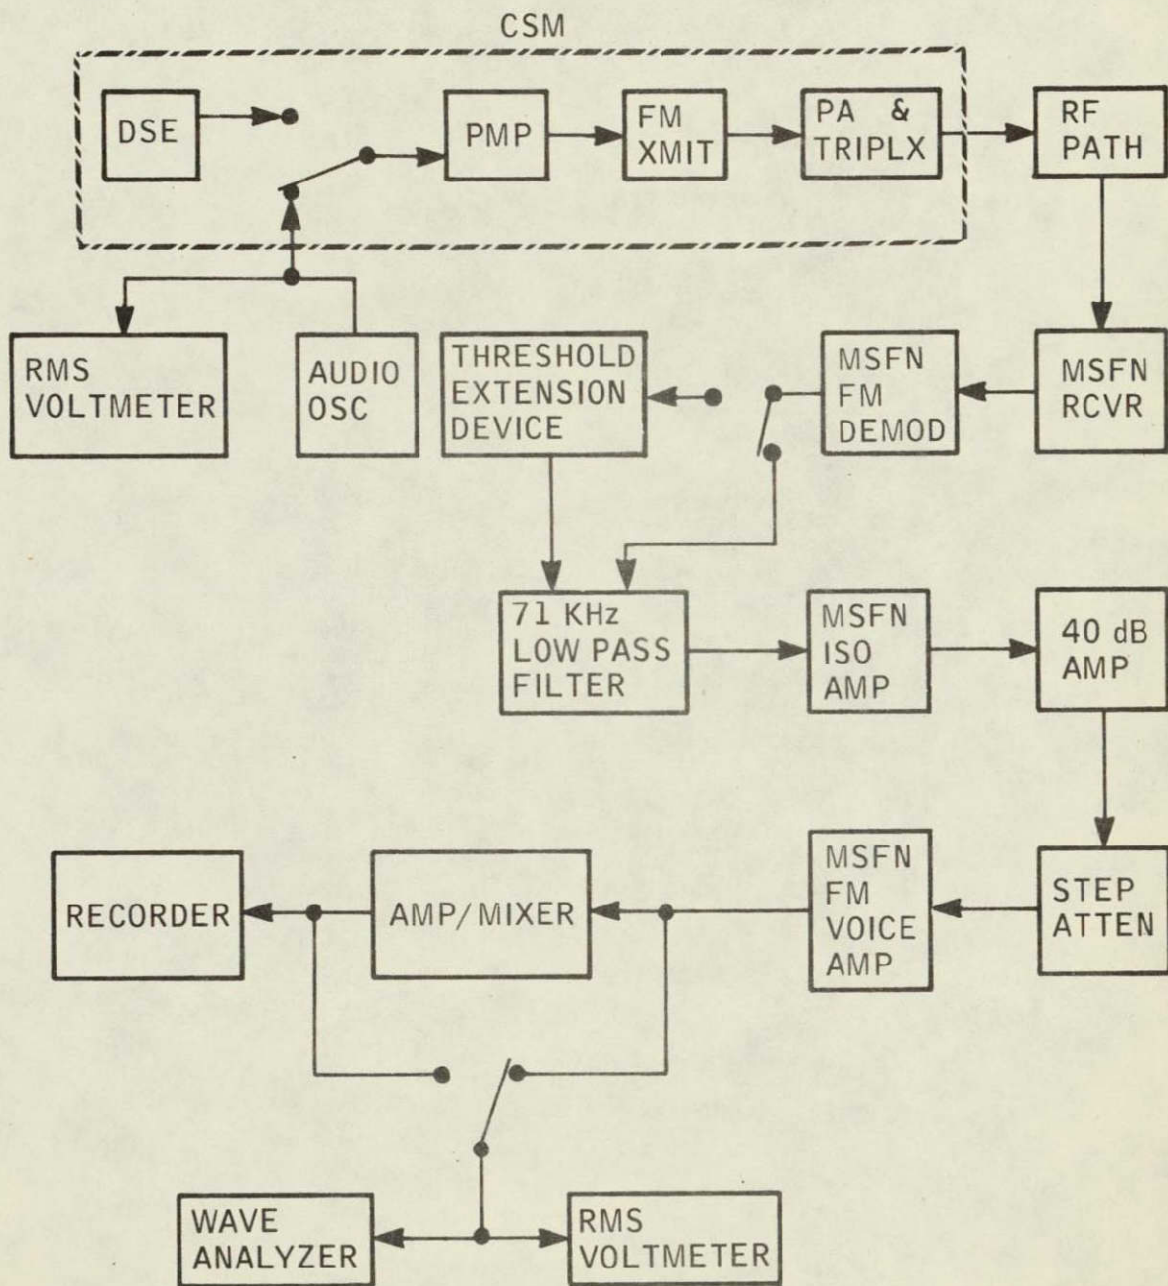 CSM
DSE
PMP
FM
XMIT
PA &
TRIPLX
RF
PATH
RMS
VOLTMETER
AUDIO
OSC
THRESHOLD
EXTENSION
DEVICE
MSFN
FM
DEMOD
MSFN
RCVR
71 KHz
LOW PASS
FILTER
MSFN
ISO
AMP
40 dB
AMP
RECORDER
AMP/MIXER
MSFN
FM
VOICE
AMP
STEP
ATTEN
WAVE
ANALYZER
RMS
VOLTMETER